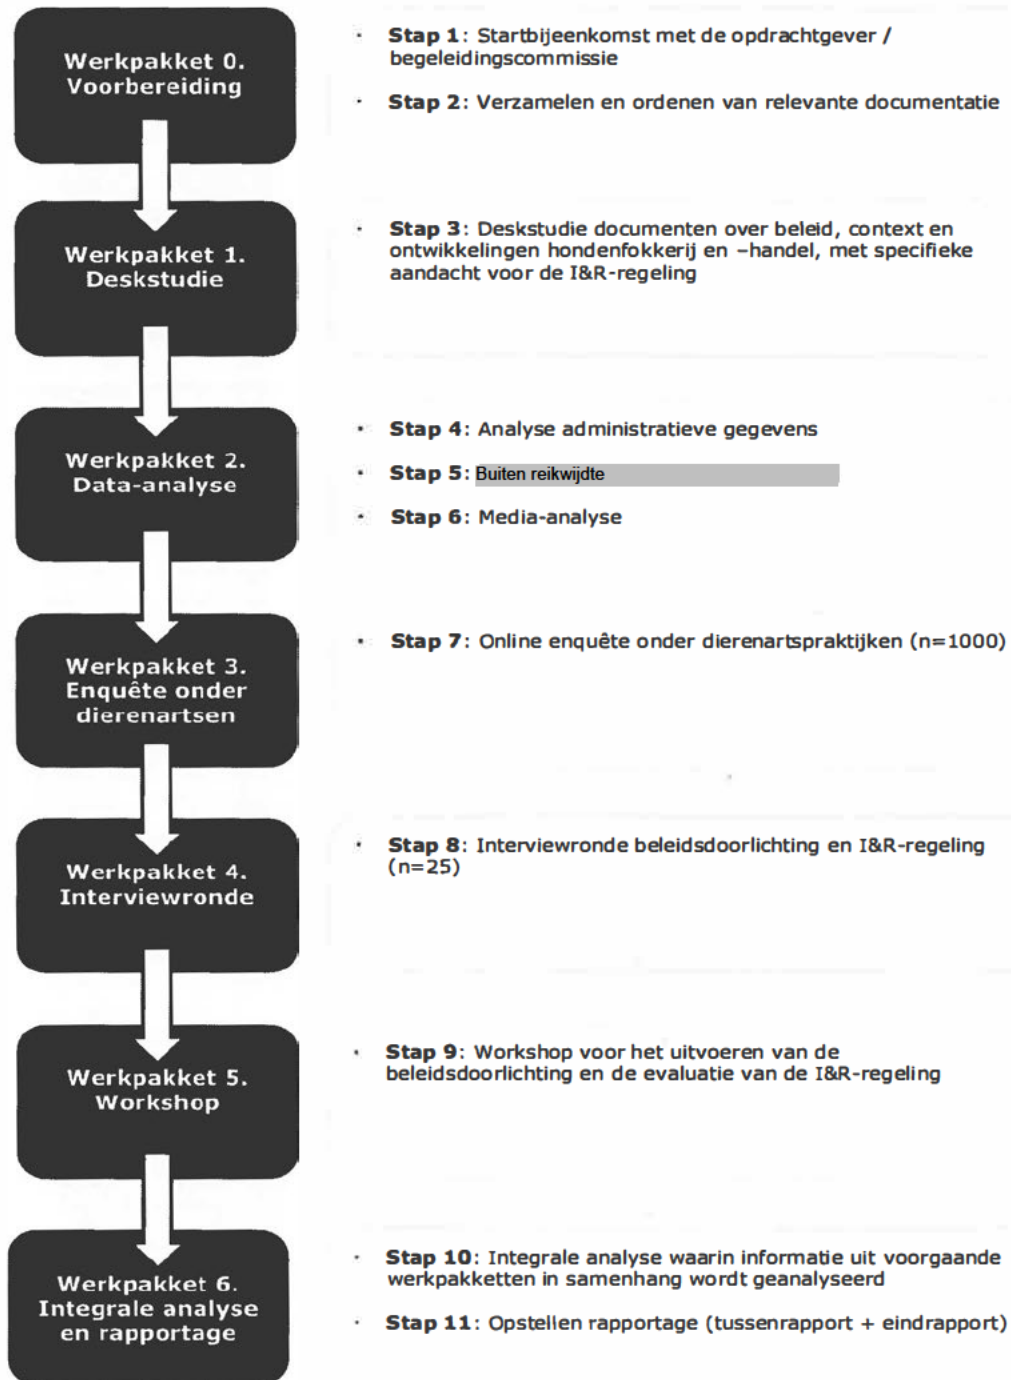 Werkpakket 0.
Voorbereiding
· Stap 1: Startbijeenkomst met de opdrachtgever /
begeleidingscommissie
· Stap 2: Verzamelen en ordenen van relevante documentatie
Werkpakket 1.
Deskstudie
· Stap 3: Deskstudie documenten over beleid, context en
ontwikkelingen hondenfokkerij en –handel, met specifieke
aandacht voor de I&R-regeling
Werkpakket 2.
Data-analyse
· Stap 4: Analyse administratieve gegevens
· Stap 5: Buiten reikwijdte
· Stap 6: Media-analyse
Werkpakket 3.
Enquête onder
dierenartsen
· Stap 7: Online enquête onder dierenartspraktijken (n=1000)
Werkpakket 4.
Interviewronde
· Stap 8: Interviewronde beleidsdoorlichting en I&R-regeling
(n=25)
Werkpakket 5.
Workshop
· Stap 9: Workshop voor het uitvoeren van de
beleidsdoorlichting en de evaluatie van de I&R-regeling
Werkpakket 6.
Integrale analyse
en rapportage
· Stap 10: Integrale analyse waarin informatie uit voorgaande
werkpakketten in samenhang wordt geanalyseerd
· Stap 11: Opstellen rapportage (tussenrapport + eindrapport)